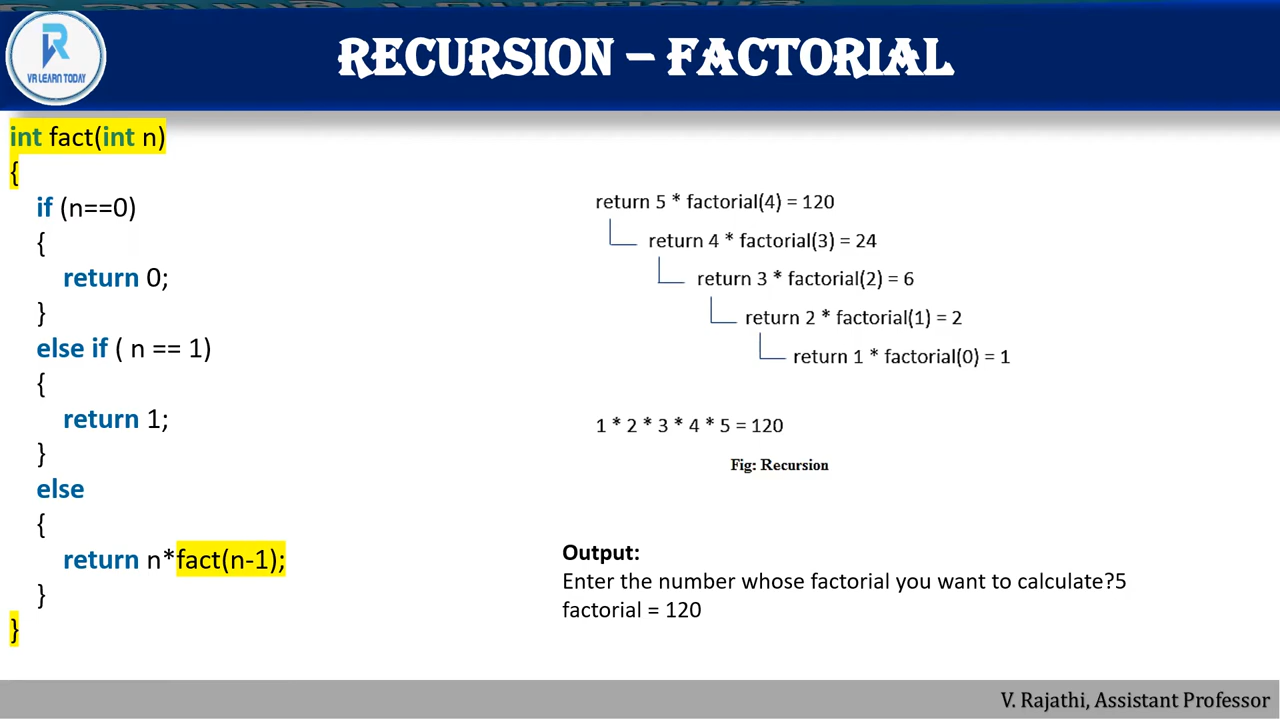 VR LEARN TODAY
RECURSION – FACTORIAL
int fact(int n)
{
if (n==0)
{
return 0;
}
else if ( n == 1)
{
return 1;
}
else
{
return n*fact(n-1);
}
}
return 5 * factorial(4) = 120
return 4 * factorial(3) = 24
return 3 * factorial(2) = 6
return 2 * factorial(1) = 2
return 1 * factorial(0) = 1
1 * 2 * 3 * 4 * 5 = 120
Fig: Recursion
Output:
Enter the number whose factorial you want to calculate?5
factorial = 120
V. Rajathi, Assistant Professor